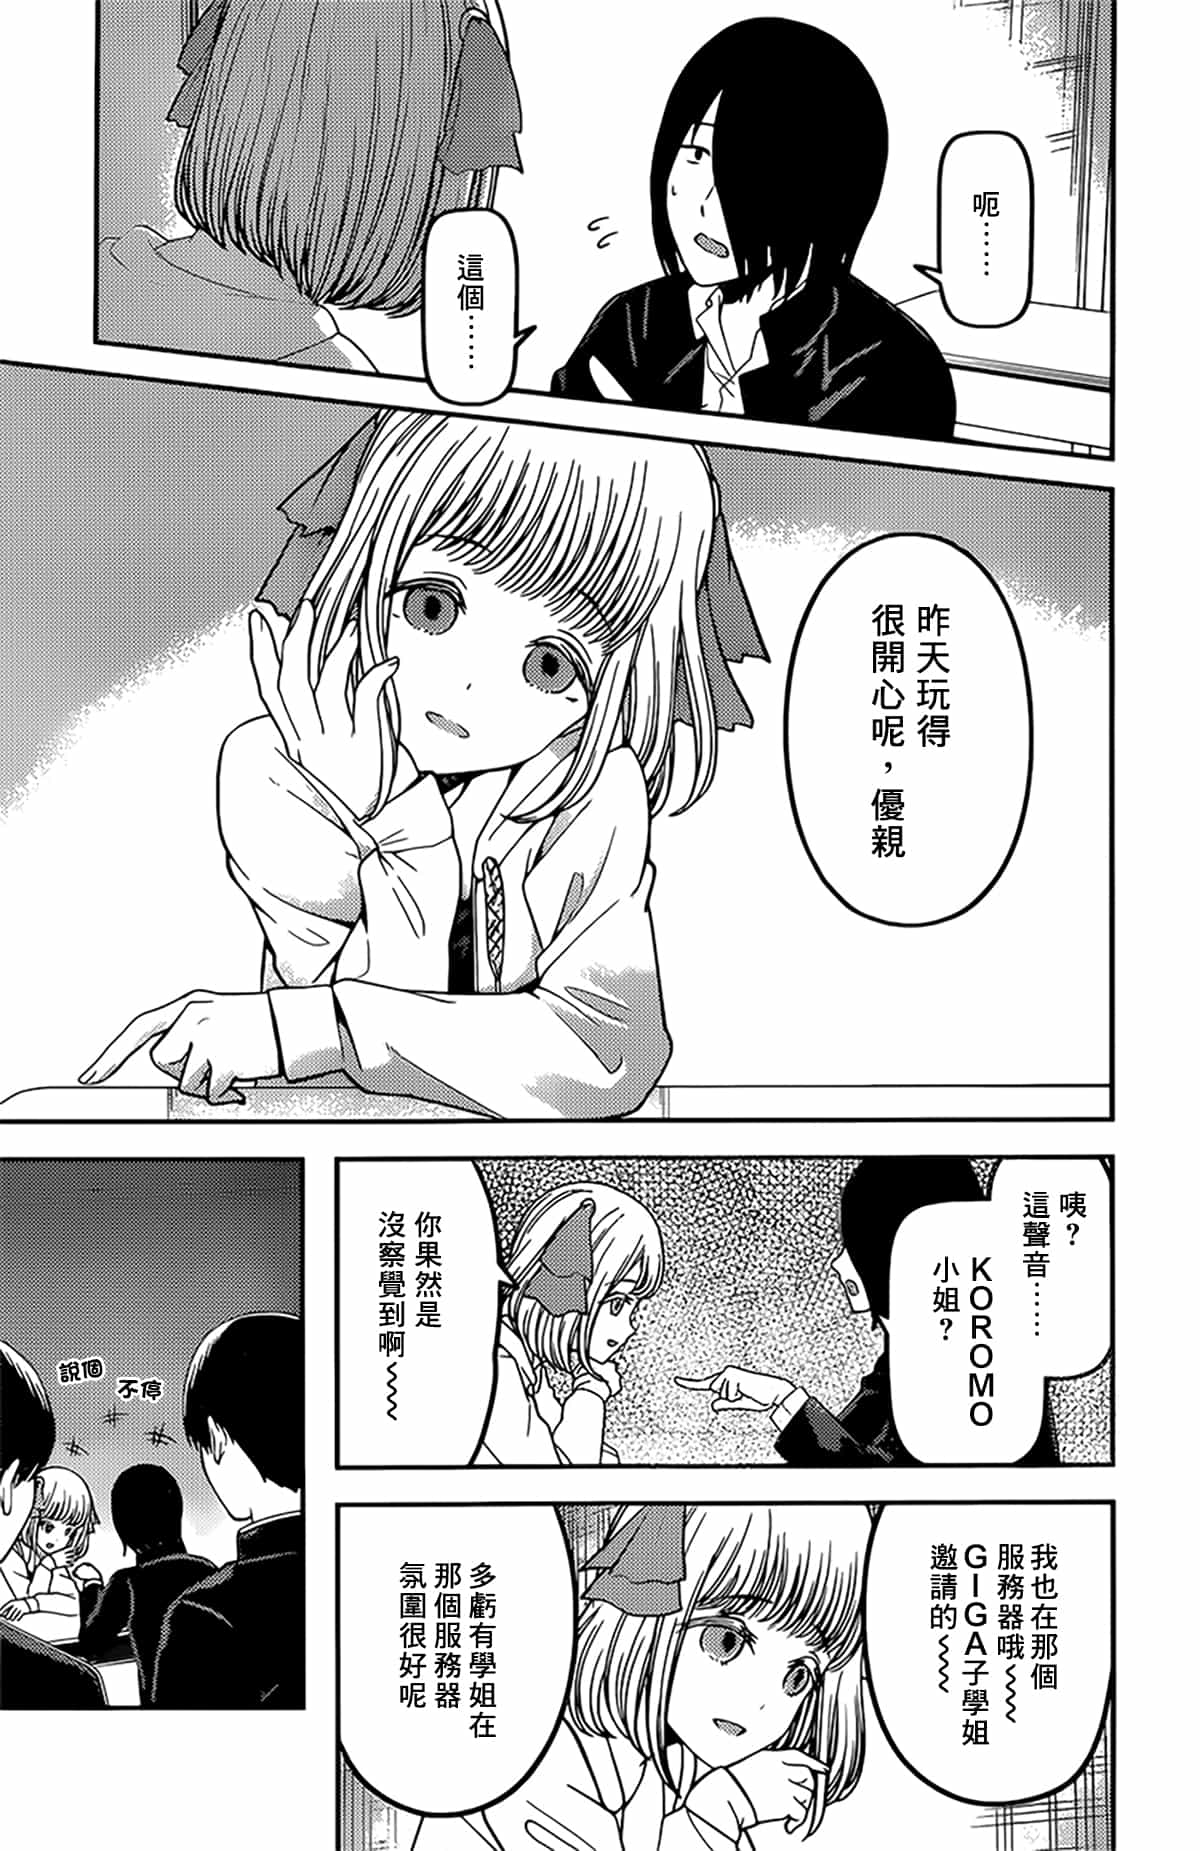 呃……
這個……
昨天玩得
很開心呢，優親
咦？
這聲音……
KOROMO
小姐？
你果然是
沒察覺到啊～
說個
不停
我也在那個
服務器哦～
GIGA子學姐
邀請的～
多虧有學姐在
那個服務器
氛圍很好呢